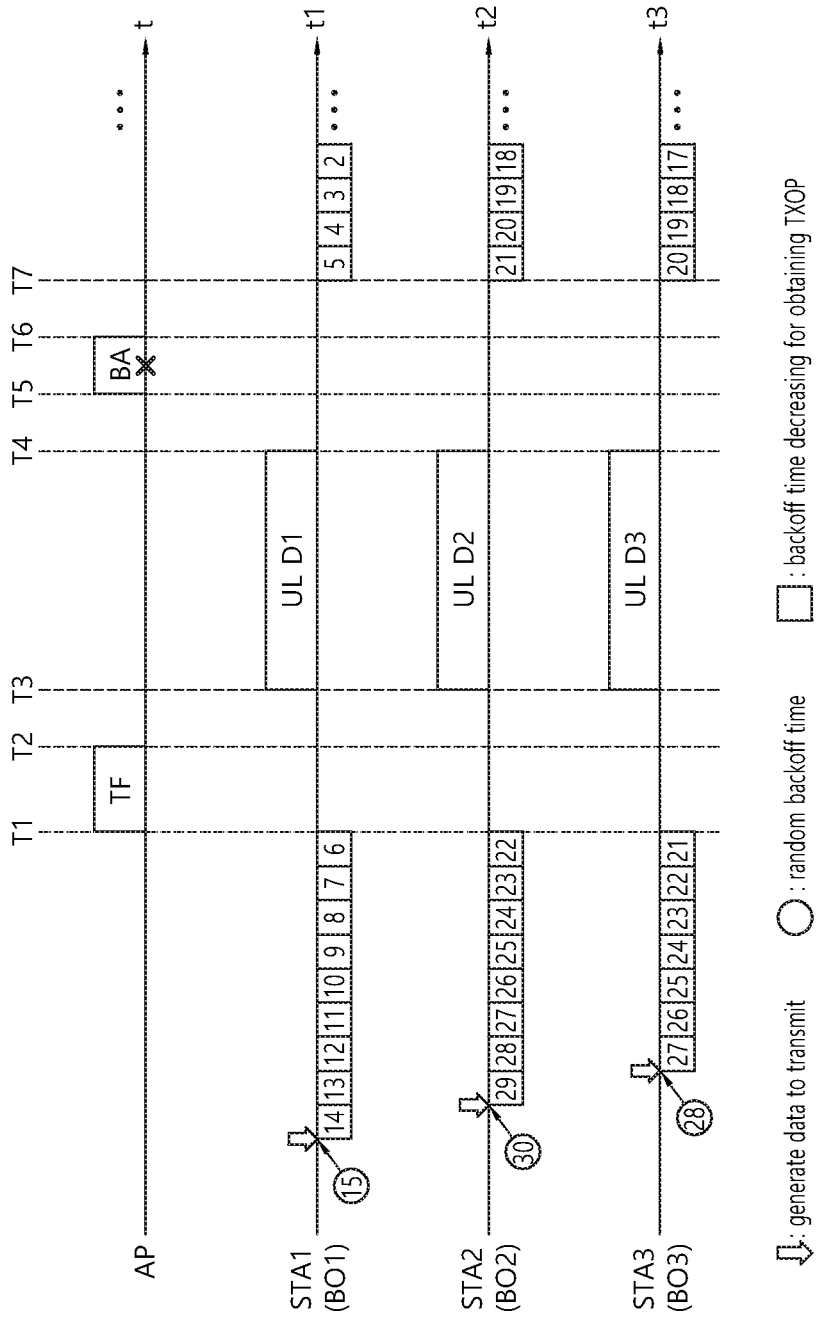 T1 T2 T3 T4 T5 T6 T7
AP TF BA t
STA1
(BO1)
15
14 13 12 11 10 9 8 7 6
UL D1
5 4 3 2
t1
STA2
(BO2)
30
29 28 27 26 25 24 23 22
UL D2
21 20 19 18
t2
STA3
(BO3)
28
27 26 25 24 23 22 21
UL D3
20 19 18 17
t3
: generate data to transmit
: random backoff time
: backoff time decreasing for obtaining TXOP